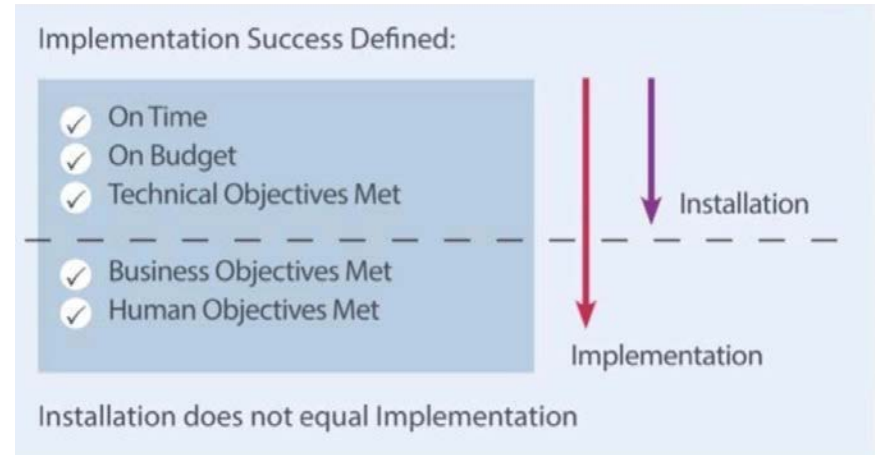 Implementation Success Defined:
On Time
On Budget
Technical Objectives Met
Installation
Business Objectives Met
Human Objectives Met
Implementation
Installation does not equal Implementation